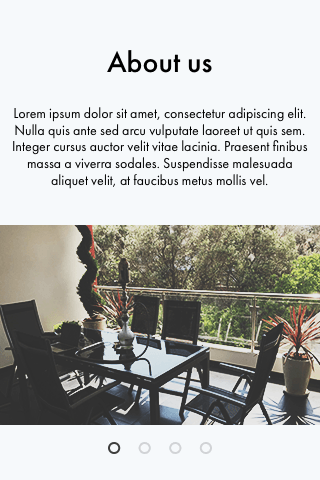 About us
Lorem ipsum dolor sit amet, consectetur adipiscing elit.
Nulla quis ante sed arcu vulputate laoreet ut quis sem.
Integer cursus auctor velit vitae lacinia. Praesent finibus
massa a viverra sodales. Suspendisse malesuada
aliquet velit, at faucibus metus mollis vel.